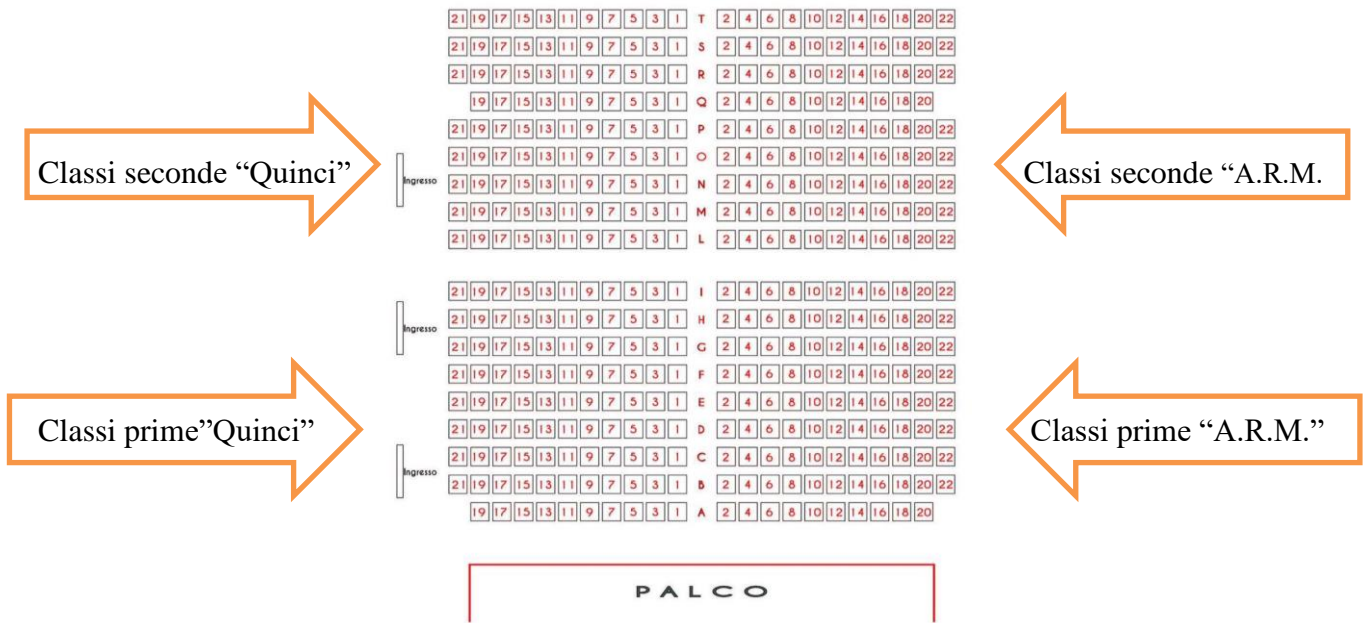 21 19 17 15 13 11 9 7 5 3 1 T 2 4 6 8 10 12 14 16 18 20 22
21 19 17 15 13 11 9 7 5 3 1 S 2 4 6 8 10 12 14 16 18 20 22
21 19 17 15 13 11 9 7 5 3 1 R 2 4 6 8 10 12 14 16 18 20 22
19 17 15 13 11 9 7 5 3 1 Q 2 4 6 8 10 12 14 16 18 20
21 19 17 15 13 11 9 7 5 3 1 P 2 4 6 8 10 12 14 16 18 20 22
21 19 17 15 13 11 9 7 5 3 1 O 2 4 6 8 10 12 14 16 18 20 22
Classi seconde “Quinci”
Ingresso
21 19 17 15 13 11 9 7 5 3 1 N 2 4 6 8 10 12 14 16 18 20 22
Classi seconde “A.R.M.
21 19 17 15 13 11 9 7 5 3 1 M 2 4 6 8 10 12 14 16 18 20 22
21 19 17 15 13 11 9 7 5 3 1 L 2 4 6 8 10 12 14 16 18 20 22
21 19 17 15 13 11 9 7 5 3 1 I 2 4 6 8 10 12 14 16 18 20 22
21 19 17 15 13 11 9 7 5 3 1 H 2 4 6 8 10 12 14 16 18 20 22
Ingresso
21 19 17 15 13 11 9 7 5 3 1 G 2 4 6 8 10 12 14 16 18 20 22
21 19 17 15 13 11 9 7 5 3 1 F 2 4 6 8 10 12 14 16 18 20 22
21 19 17 15 13 11 9 7 5 3 1 E 2 4 6 8 10 12 14 16 18 20 22
Classi prime”Quinci”
21 19 17 15 13 11 9 7 5 3 1 D 2 4 6 8 10 12 14 16 18 20 22
Classi prime “A.R.M.”
21 19 17 15 13 11 9 7 5 3 1 C 2 4 6 8 10 12 14 16 18 20 22
Ingresso
21 19 17 15 13 11 9 7 5 3 1 B 2 4 6 8 10 12 14 16 18 20 22
19 17 15 13 11 9 7 5 3 1 A 2 4 6 8 10 12 14 16 18 20
PALCO